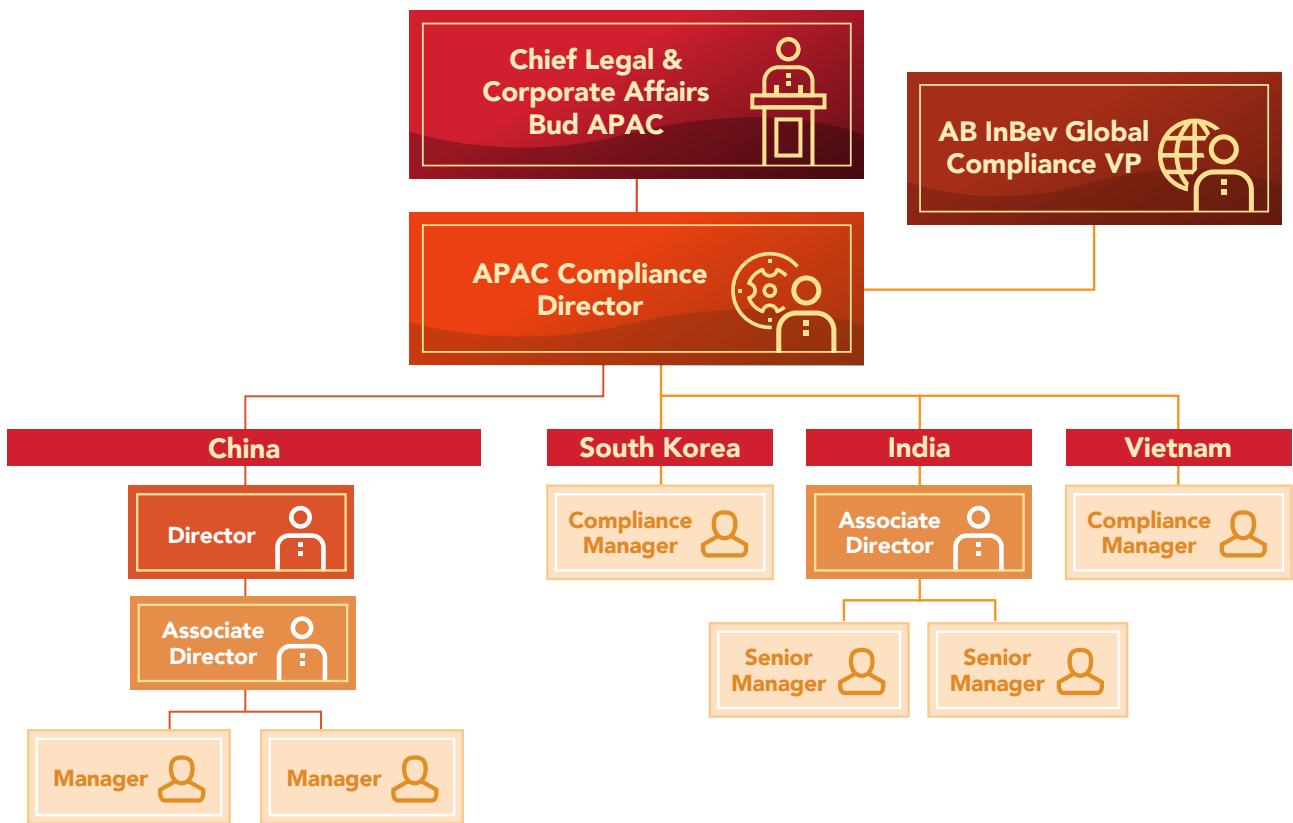 Chief Legal &
Corporate Affairs
Bud APAC
AB InBev Global
Compliance VP
APAC Compliance
Director
China
South Korea
India
Vietnam
Director
Compliance
Manager
Associate
Director
Compliance
Manager
Associate
Director
Senior
Manager
Senior
Manager
Manager
Manager